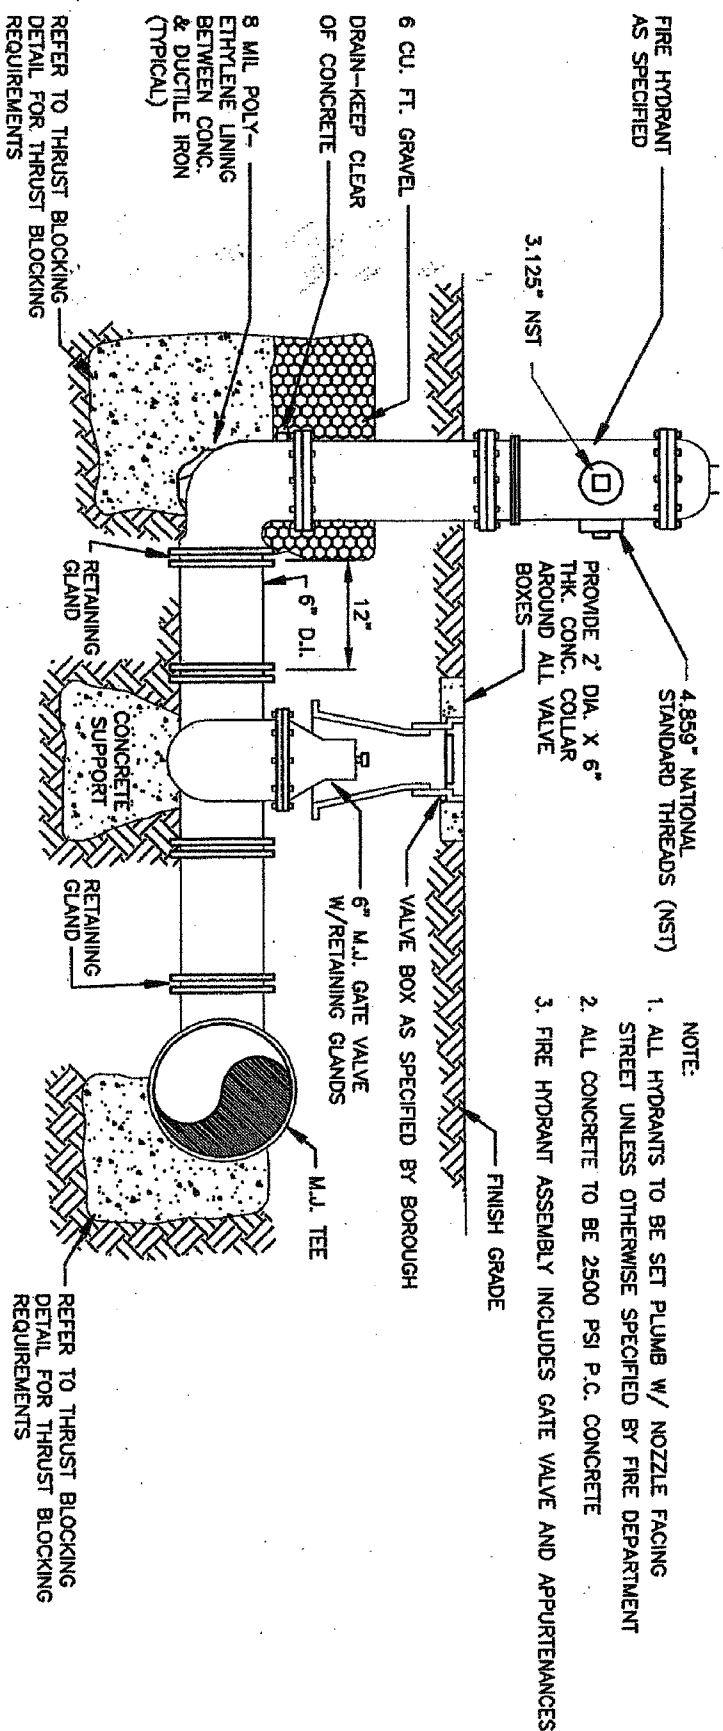 FIRE HYDRANT
AS SPECIFIED
3.125" NST
4.859" NATIONAL
STANDARD THREADS (NST)
NOTE:
1. ALL HYDRANTS TO BE SET PLUMB W/ NOZZLE FACING
STREET UNLESS OTHERWISE SPECIFIED BY FIRE DEPARTMENT
2. ALL CONCRETE TO BE 2500 PSI P.C. CONCRETE
3. FIRE HYDRANT ASSEMBLY INCLUDES GATE VALVE AND APPURTENANCES
PROVIDE 2' DIA. X 6"
THK. CONC. COLLAR
AROUND ALL VALVE
BOXES
FINISH GRADE
6 CU. FT. GRAVEL
DRAIN-KEEP CLEAR
OF CONCRETE
VALVE BOX AS SPECIFIED BY BOROUGH
12"
6" D.I.
6" M.J. GATE VALVE
W/RETAINING GLANDS
M.J. TEE
8 MIL POLY-
ETHYLENE LINING
BETWEEN CONC.
& DUCTILE IRON
(TYPICAL)
CONCRETE
SUPPORT
RETAINING
GLAND
RETAINING
GLAND
REFER TO THRUST BLOCKING
DETAIL FOR THRUST BLOCKING
REQUIREMENTS
REFER TO THRUST BLOCKING
DETAIL FOR THRUST BLOCKING
REQUIREMENTS